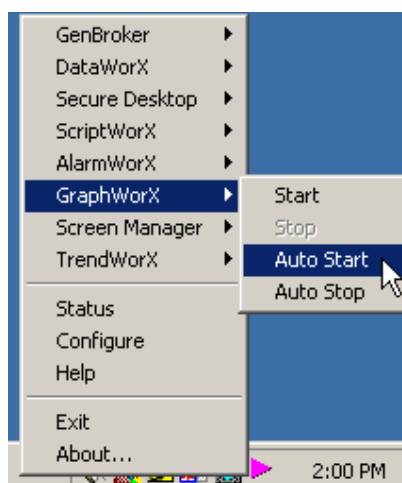 GenBroker
DataWorX
Secure Desktop
ScriptWorX
AlarmWorX
GraphWorX
Screen Manager
TrendWorX
Status
Configure
Help
Exit
About...
Start
Stop
Auto Start
Auto Stop
2:00 PM